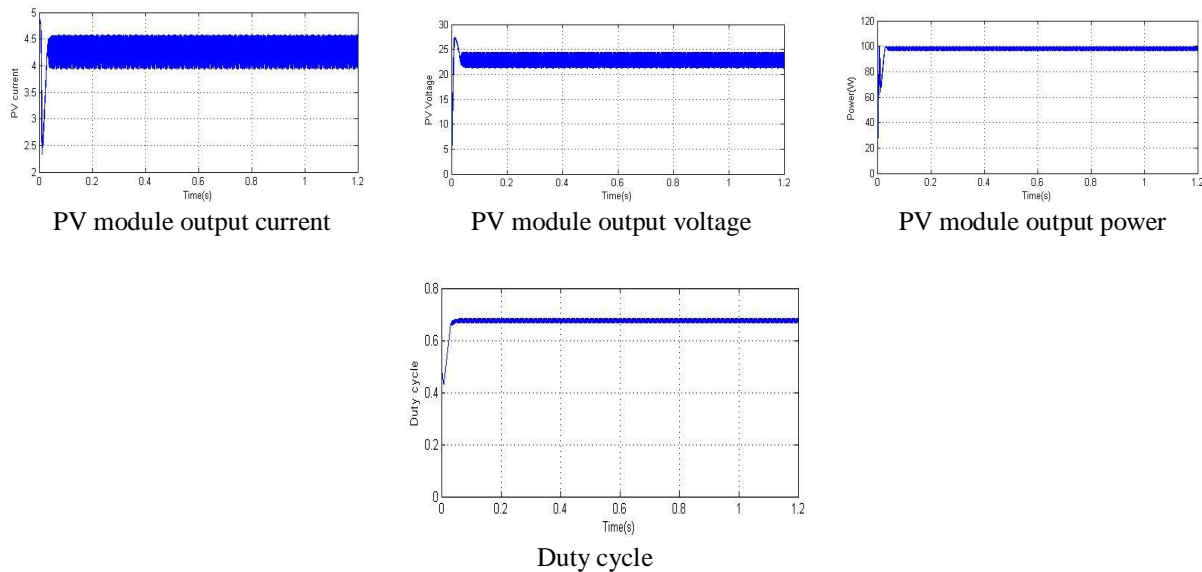 PV current
5
4.5
4
3.5
3
2.5
2
0 0.2 0.4 0.6 0.8 1 1.2
Time(s)
PV module output current
PV Voltage
30
25
20
15
10
5
0
0 0.2 0.4 0.6 0.8 1 1.2
Time(s)
PV module output voltage
Power(W)
120
100
80
60
40
20
0
0 0.2 0.4 0.6 0.8 1 1.2
Time(s)
PV module output power
Duty cycle
0.8
0.6
0.4
0.2
0
0 0.2 0.4 0.6 0.8 1 1.2
Time(s)
Duty cycle